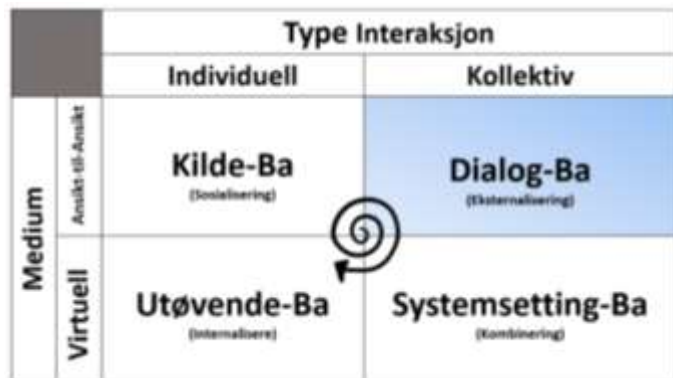 Type Interaksjon
Individuell
Kollektiv
Medium
Ansikt-til-Ansikt
Kilde-Ba
(Sosialisering)
Dialog-Ba
(Eksternalisering)
Virtuell
Utøvende-Ba
(Internalisere)
Systemsetting-Ba
(Kombinering)